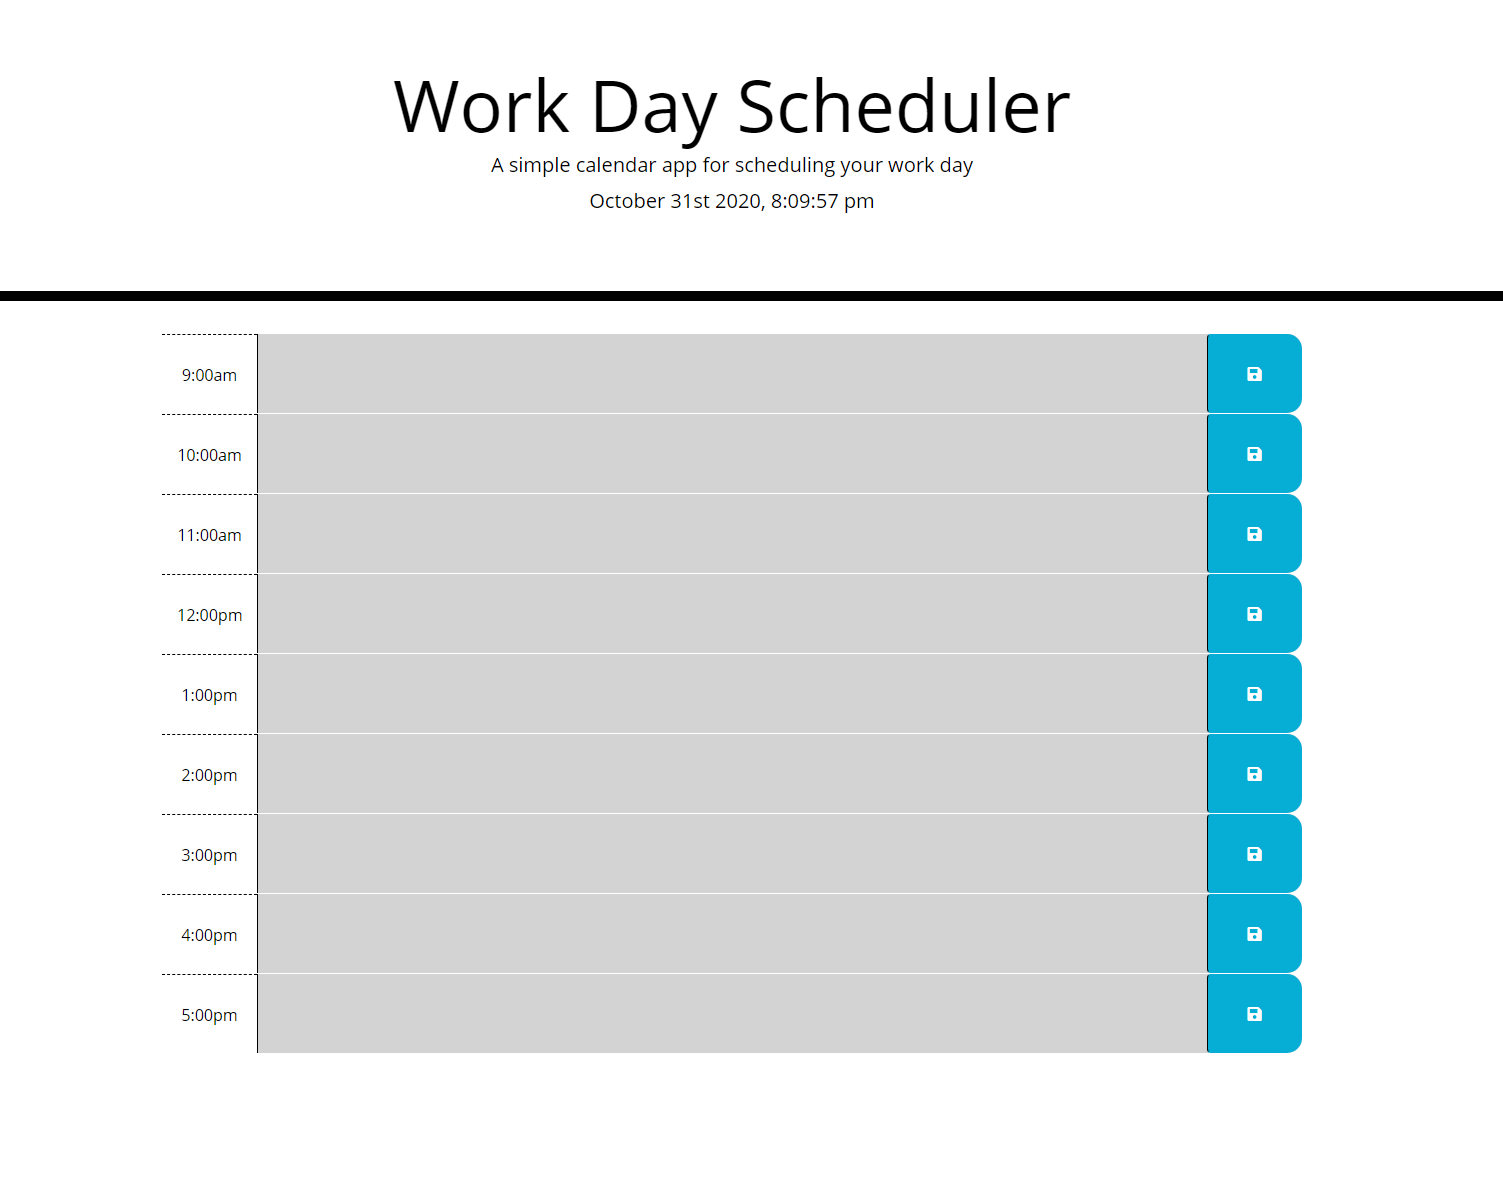 Work Day Scheduler
A simple calendar app for scheduling your work day
October 31st 2020, 8:09:57 pm
9:00am
10:00am
11:00am
12:00pm
1:00pm
2:00pm
3:00pm
4:00pm
5:00pm